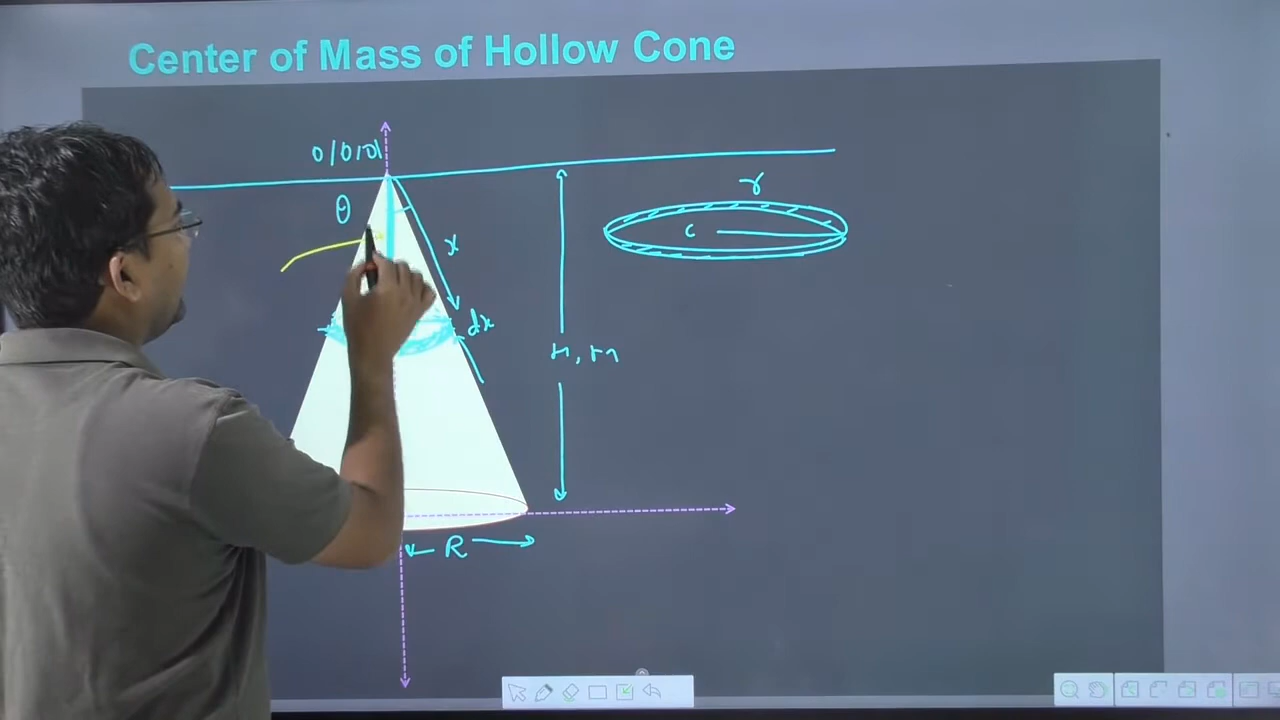 Center of Mass of Hollow Cone
0(0,0)
θ
x
dx
r
c
H, M
R